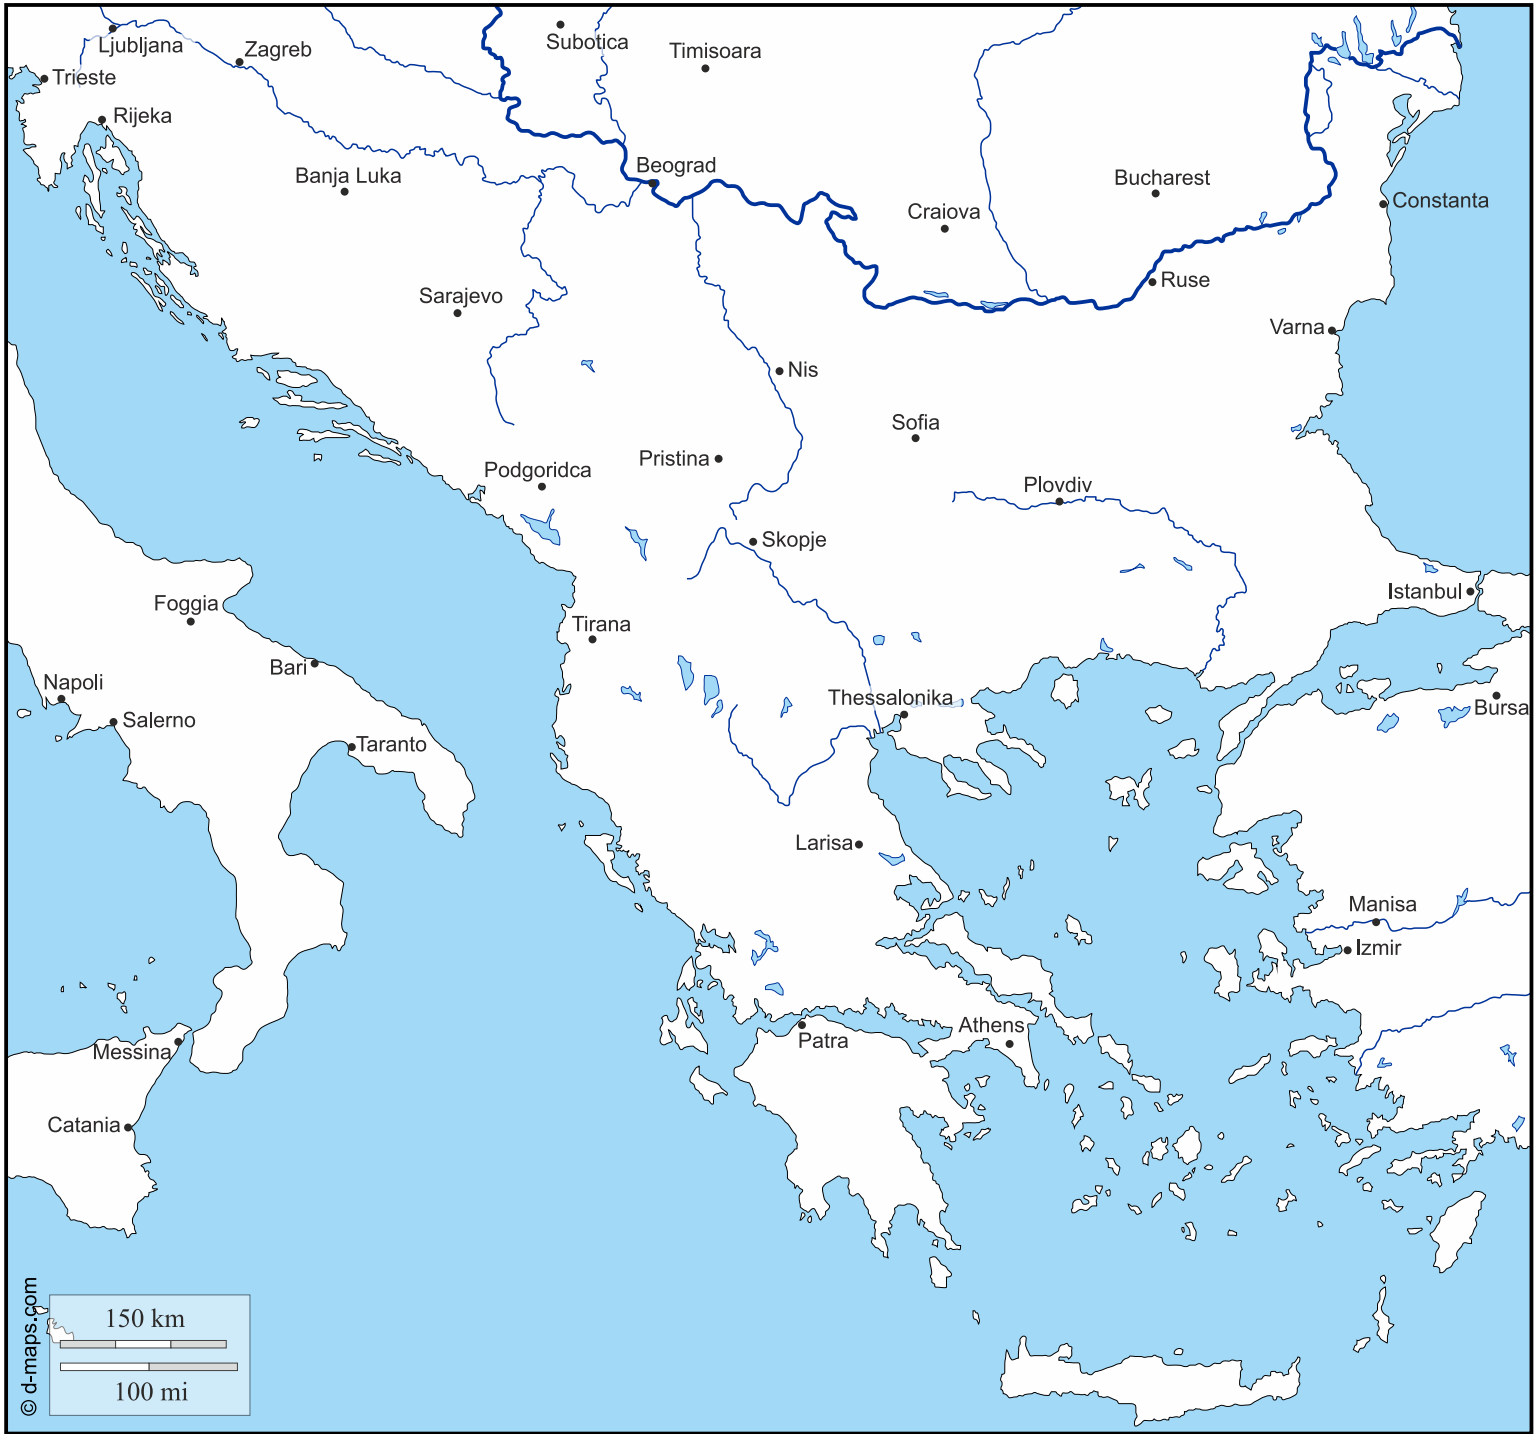 Ljubljana
Zagreb
Subotica
Timisoara
Trieste
Rijeka
Banja Luka
Beograd
Bucharest
Constanta
Craiova
Ruse
Sarajevo
Varna
Nis
Sofia
Pristina
Podgoridca
Plovdiv
Skopje
Istanbul
Foggia
Tirana
Bari
Napoli
Thessalonika
Bursa
Salerno
Taranto
Larisa
Manisa
Izmir
Athens
Patra
Messina
Catania
150 km
100 mi
© d-maps.com